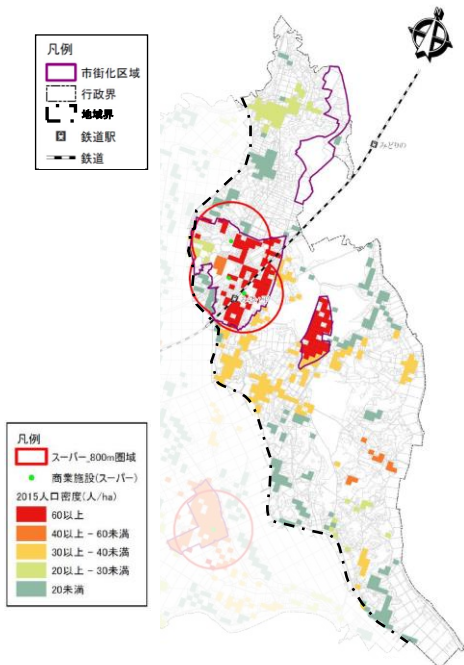 凡例
市街化区域
行政界
地域界
鉄道駅
鉄道
みどりの
凡例
スーパー_800m圏域
商業施設(スーパー)
2015人口密度(人/ha)
60以上
40以上 - 60未満
30以上 - 40未満
20以上 - 30未満
20未満